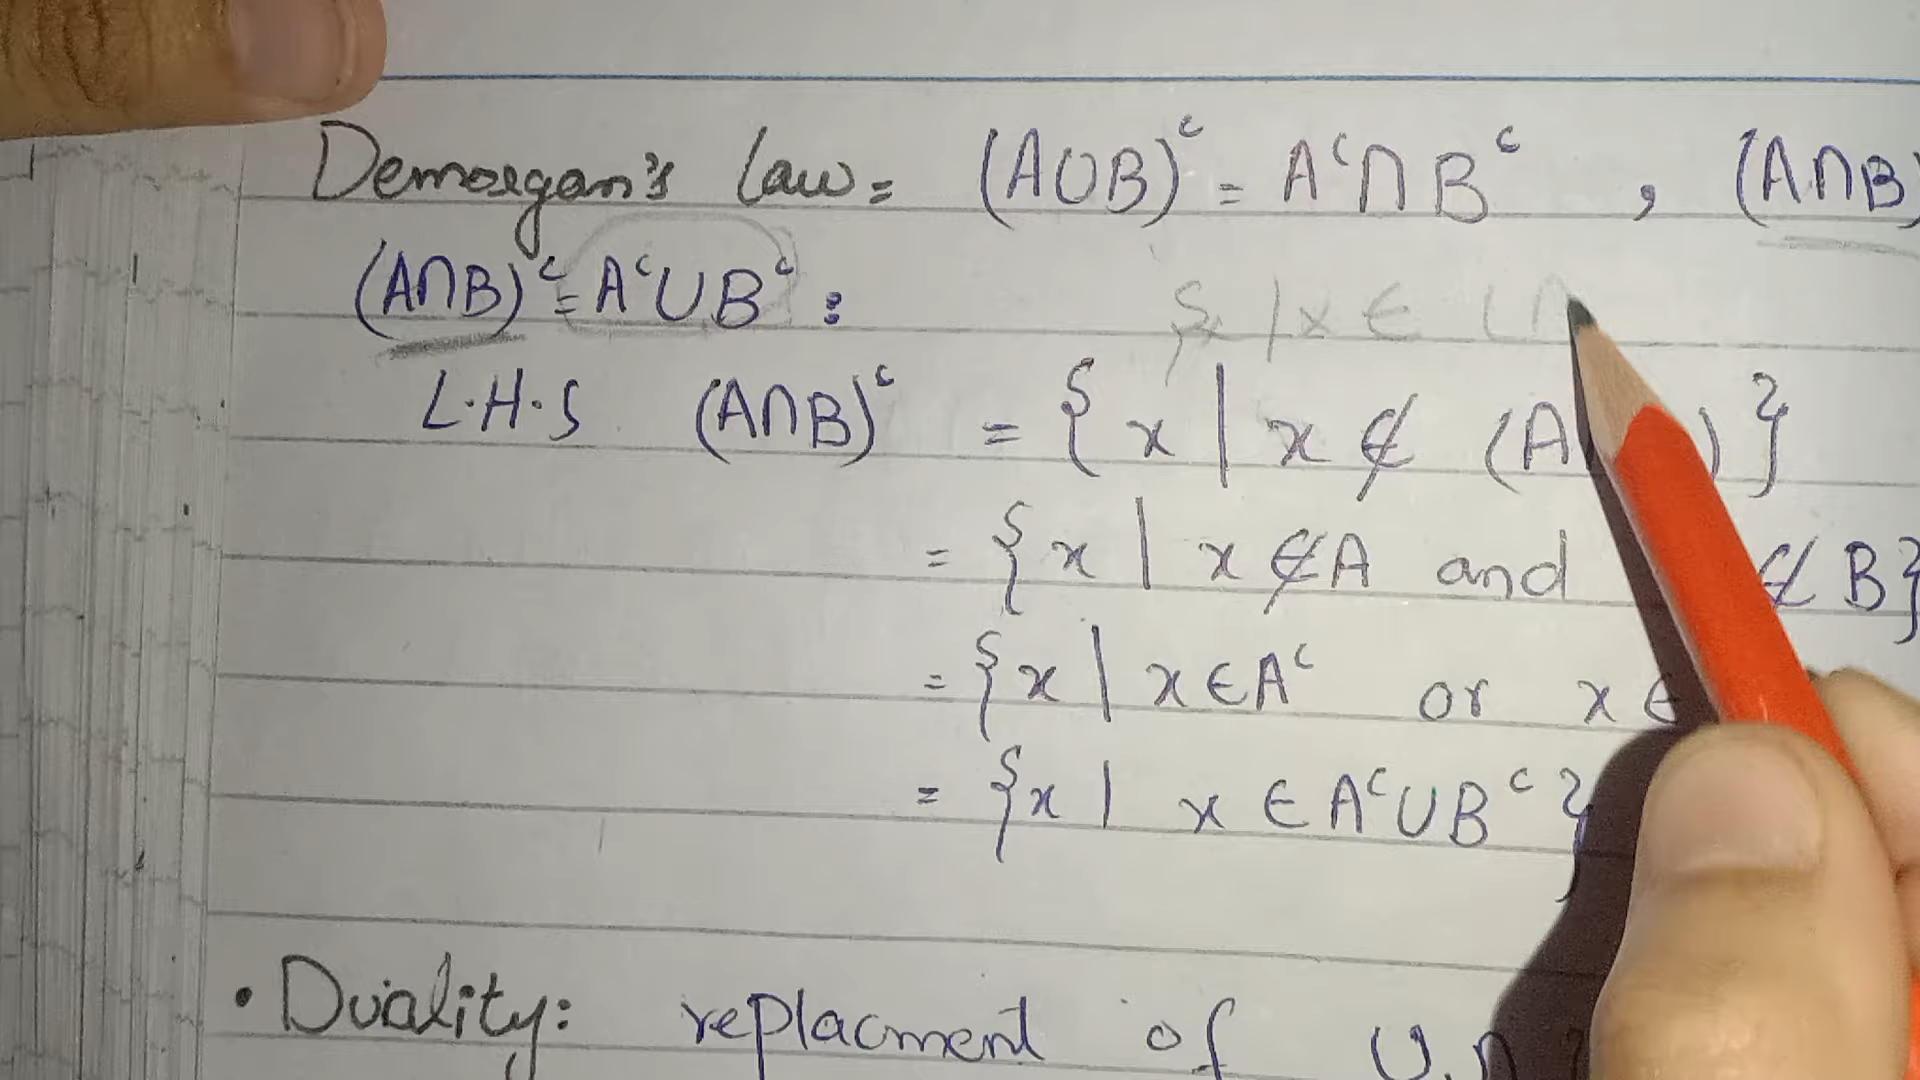 Demorgan's law = (A∪B)ᶜ = Aᶜ∩Bᶜ , (A∩B)
(A∩B)ᶜ = Aᶜ∪Bᶜ :
{x | x ∈ (
L.H.S (A∩B)ᶜ = {x | x ∉ (A )}
= {x | x ∉ A and ∉ B}
= {x | x ∈ Aᶜ or x ∈
= {x | x ∈ Aᶜ∪Bᶜ}
• Duality: replacment of ∪,∩